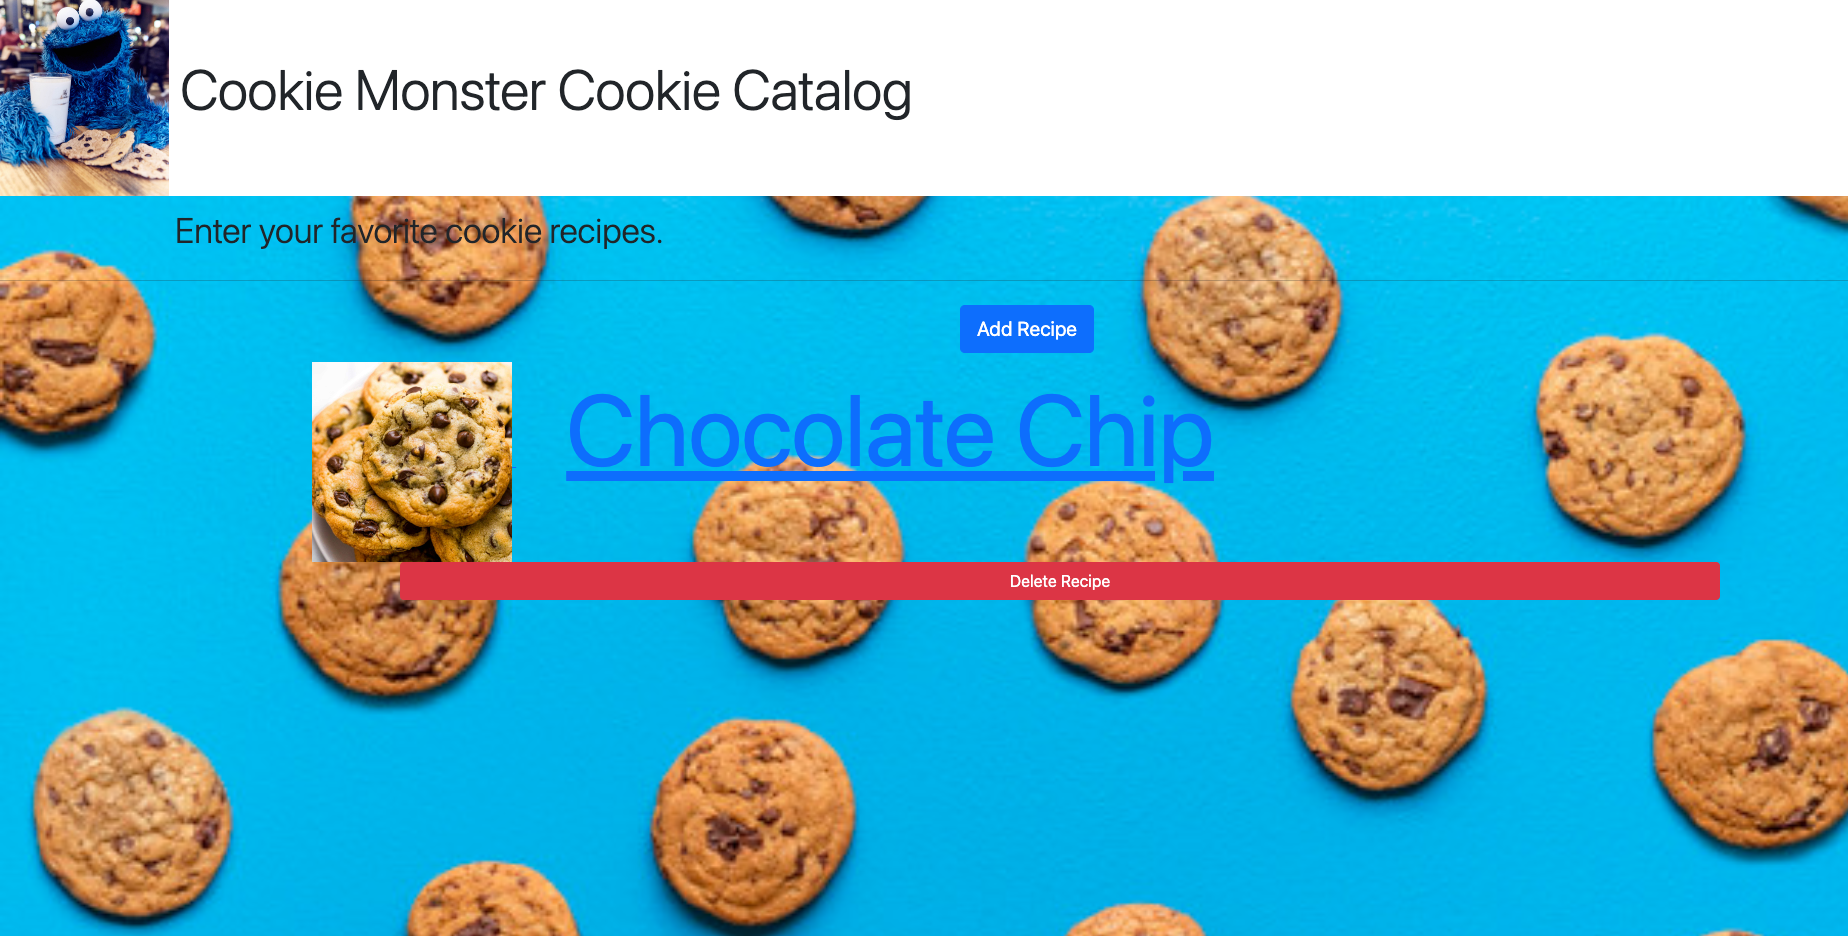 Cookie Monster Cookie Catalog
Enter your favorite cookie recipes.
Add Recipe
Chocolate Chip
Delete Recipe